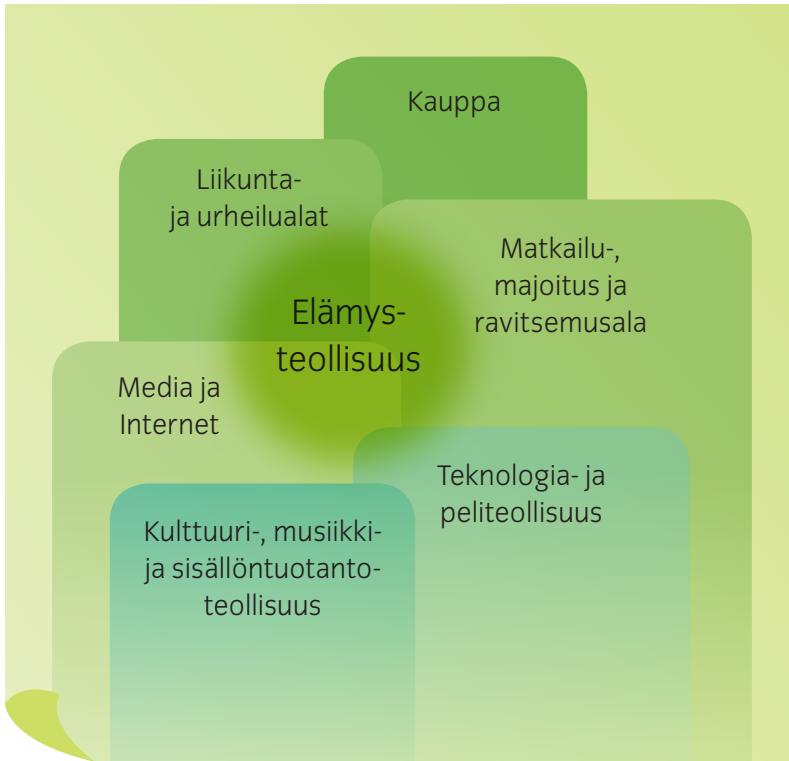 Kauppa
Liikunta-
ja urheilualat
Matkailu-,
majoitus ja
ravitsemusala
Elämys-
teollisuus
Media ja
Internet
Teknologia- ja
peliteollisuus
Kulttuuri-, musiikki-
ja sisällöntuotanto-
teollisuus